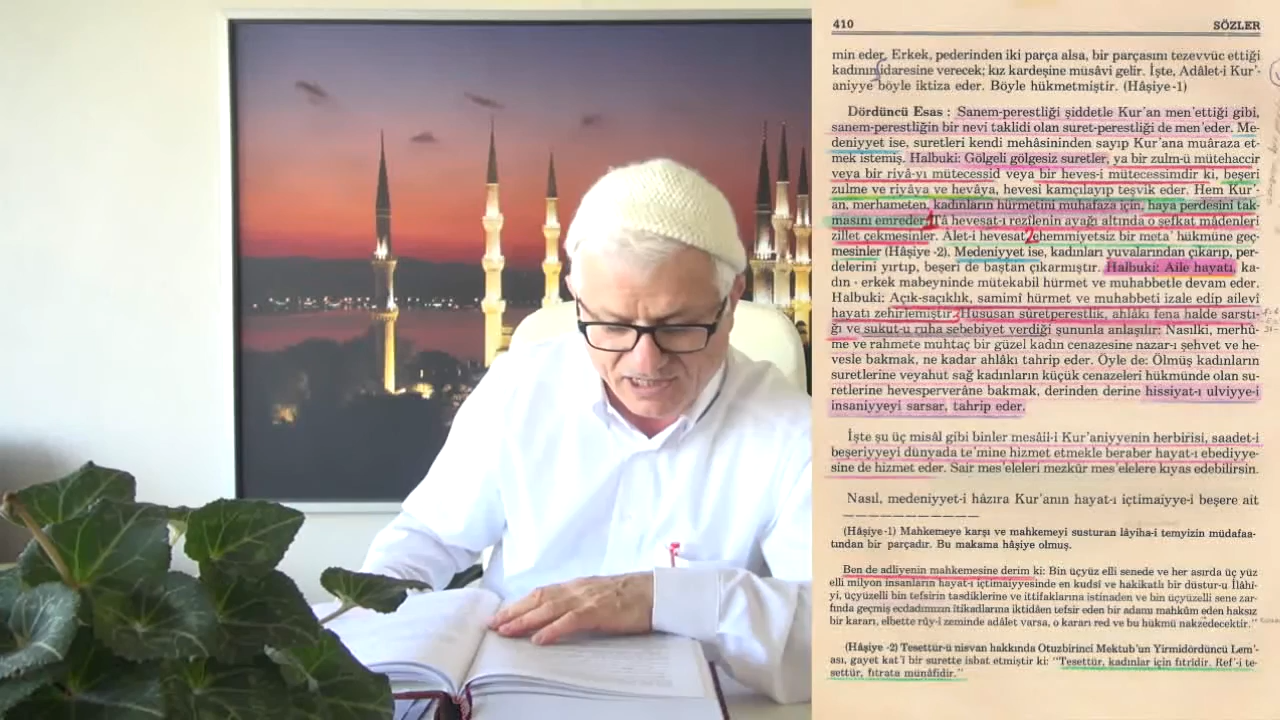 410
SÖZLER
min eder. Erkek, pederinden iki parça alsa, bir parçasını tezevvüc ettiği
kadının idaresine verecek; kız kardeşine müsâvi gelir. İşte, Adâlet-i Kur'-
aniyye böyle iktiza eder. Böyle hükmetmiştir. (Hâşiye-1)
Dördüncü Esas : Sanem-perestliği şiddetle Kur'an men'ettiği gibi,
sanem-perestliğin bir nevi taklidi olan suret-perestliği de men'eder. Me-
deniyyet ise, suretleri kendi mehâsininden sayıp Kur'ana muâraza et-
mek istemiş. Halbuki: Gölgeli gölgesiz suretler, ya bir zulm-ü mütehaccir
veya bir riyâ-yı mütecessid veya bir heves-i mütecessimdir ki, beşeri
zulme ve riyâya ve hevâya, hevesi kamçılayıp teşvik eder. Hem Kur'-
an, merhameten, kadınların hürmetini muhafaza için, haya perdesini tak-
masını emreder. Tâ hevesat-ı rezîlenin ayağı altında o şefkat mâdenleri
zillet çekmesinler. Âlet-i hevesat, ehemmiyetsiz bir meta' hükmüne geç-
mesinler (Hâşiye -2). Medeniyyet ise, kadınları yuvalarından çıkarıp, per-
delerini yırtıp, beşeri de baştan çıkarmıştır. Halbuki: Aile hayatı, ka-
dın - erkek mabeyninde mütekabil hürmet ve muhabbetle devam eder.
Halbuki: Açık-saçıklık, samimî hürmet ve muhabbeti izale edip ailevî
hayatı zehirlemiştir. Hususan sûretperestlik, ahlâkı fena halde sarstı-
ğı ve sukut-u ruha sebebiyet verdiği şununla anlaşılır: Nasılki, merhû-
me ve rahmete muhtaç bir güzel kadın cenazesine nazar-ı şehvet ve he-
vesle bakmak, ne kadar ahlâkı tahrip eder. Öyle de: Ölmüş kadınların
suretlerine veyahut sağ kadınların küçük cenazeleri hükmünde olan su-
retlerine hevesperverâne bakmak, derinden derine hissiyat-ı ulviyye-i
insaniyyeyi sarsar, tahrip eder.
İşte şu üç misâl gibi binler mesâil-i Kur'aniyyenin herbirisi, saadet-i
beşeriyyeyi dünyada te'mine hizmet etmekle beraber hayat-ı ebediyye-
sine de hizmet eder. Sair mes'eleleri mezkûr mes'elelere kıyas edebilirsin.
Nasıl, medeniyyet-i hâzıra Kur'anın hayat-ı içtimaiyye-i beşere ait
(Hâşiye-1) Mahkemeye karşı ve mahkemeyi susturan lâyiha-i temyizin müdafaa-
tından bir parçadır. Bu makama hâşiye olmuş.
Ben de adliyenin mahkemesine derim ki: Bin üçyüz elli senede ve her asırda üç yüz
elli milyon insanların hayat-ı içtimaiyyesinde en kudsî ve hakikatlı bir düstur-u İlâhî-
yi, üçyüzelli bin tefsirin tasdiklerine ve ittifaklarına istinaden ve bin üçyüzelli sene zar-
fında geçmiş ecdadımızın îtikadlarına iktidâen tefsir eden bir adamı mahkûm eden haksız
bir kararı, elbette rûy-i zeminde adâlet varsa, o kararı red ve bu hükmü nakzedecektir."
(Hâşiye -2) Tesettür-ü nisvan hakkında Otuzbirinci Mektub'un Yirmidördüncü Lem'-
ası, gayet kat'î bir surette isbat etmiştir ki: "Tesettür, kadınlar için fıtrîdir. Ref'-i te-
settür, fıtrata münafîdir."